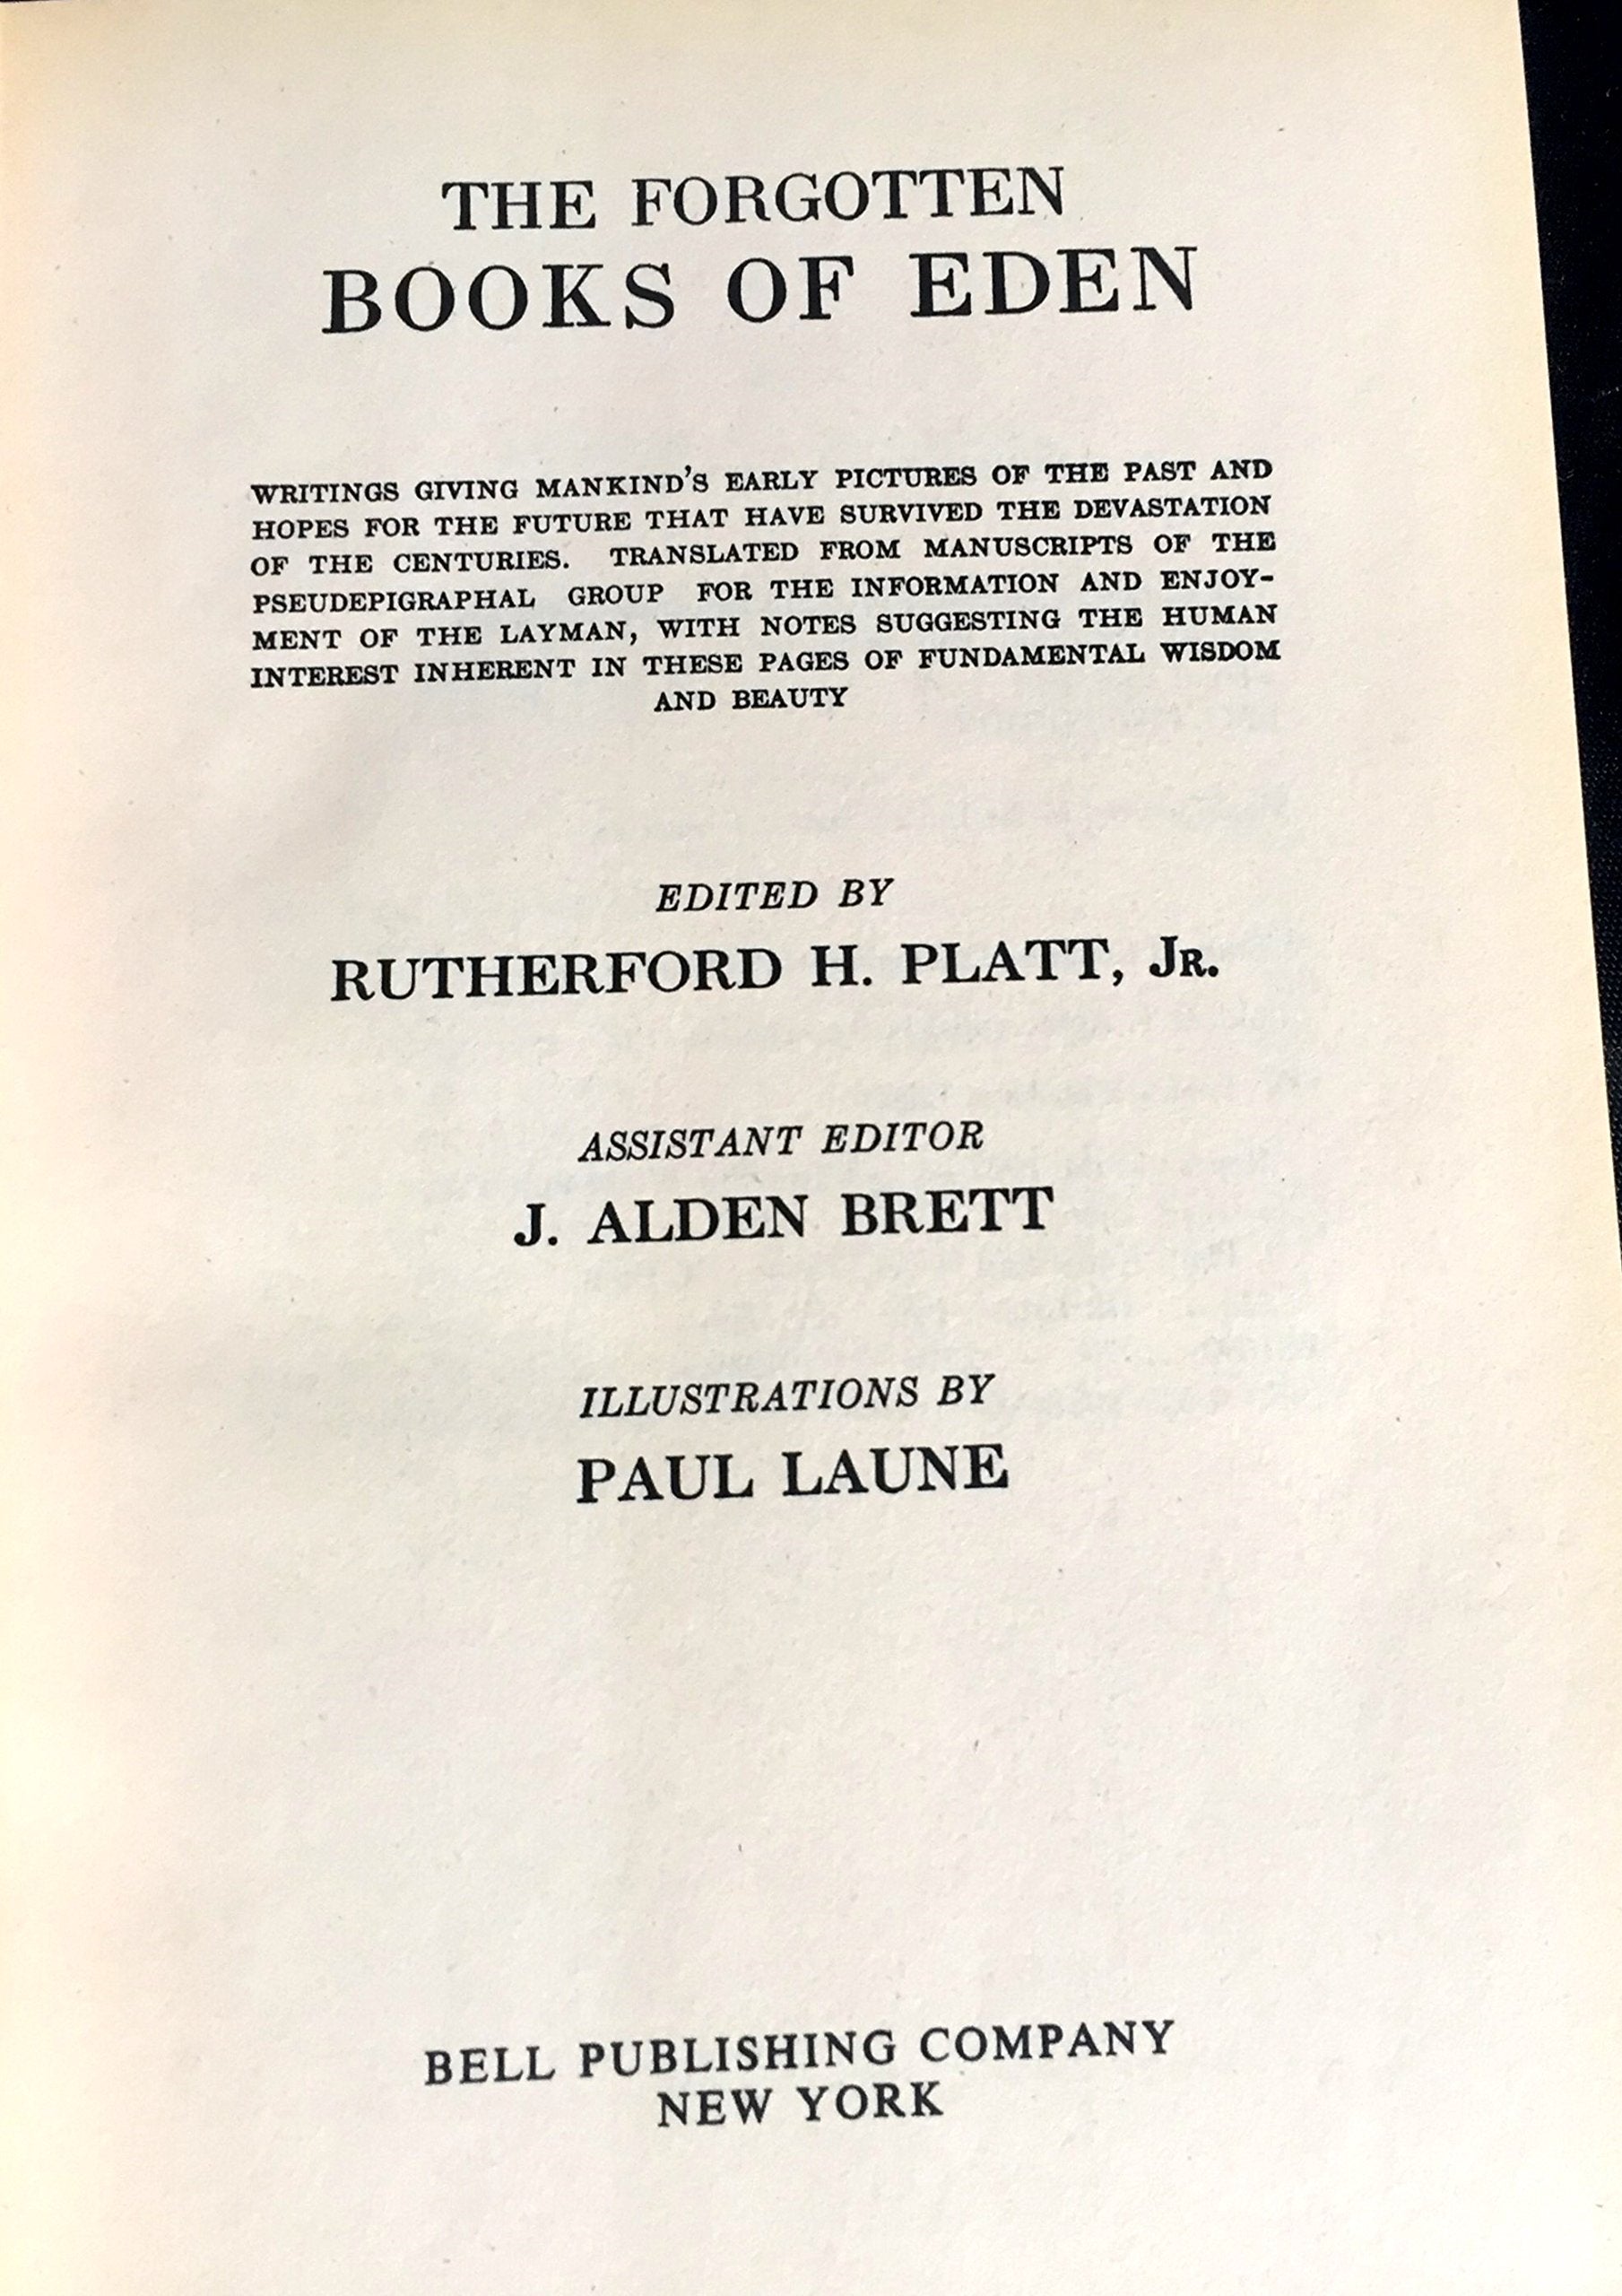 THE FORGOTTEN
BOOKS OF EDEN
WRITINGS GIVING MANKIND'S EARLY PICTURES OF THE PAST AND
HOPES FOR THE FUTURE THAT HAVE SURVIVED THE DEVASTATION
OF THE CENTURIES. TRANSLATED FROM MANUSCRIPTS OF THE
PSEUDEPIGRAPHAL GROUP FOR THE INFORMATION AND ENJOY-
MENT OF THE LAYMAN, WITH NOTES SUGGESTING THE HUMAN
INTEREST INHERENT IN THESE PAGES OF FUNDAMENTAL WISDOM
AND BEAUTY
EDITED BY
RUTHERFORD H. PLATT, JR.
ASSISTANT EDITOR
J. ALDEN BRETT
ILLUSTRATIONS BY
PAUL LAUNE
BELL PUBLISHING COMPANY
NEW YORK